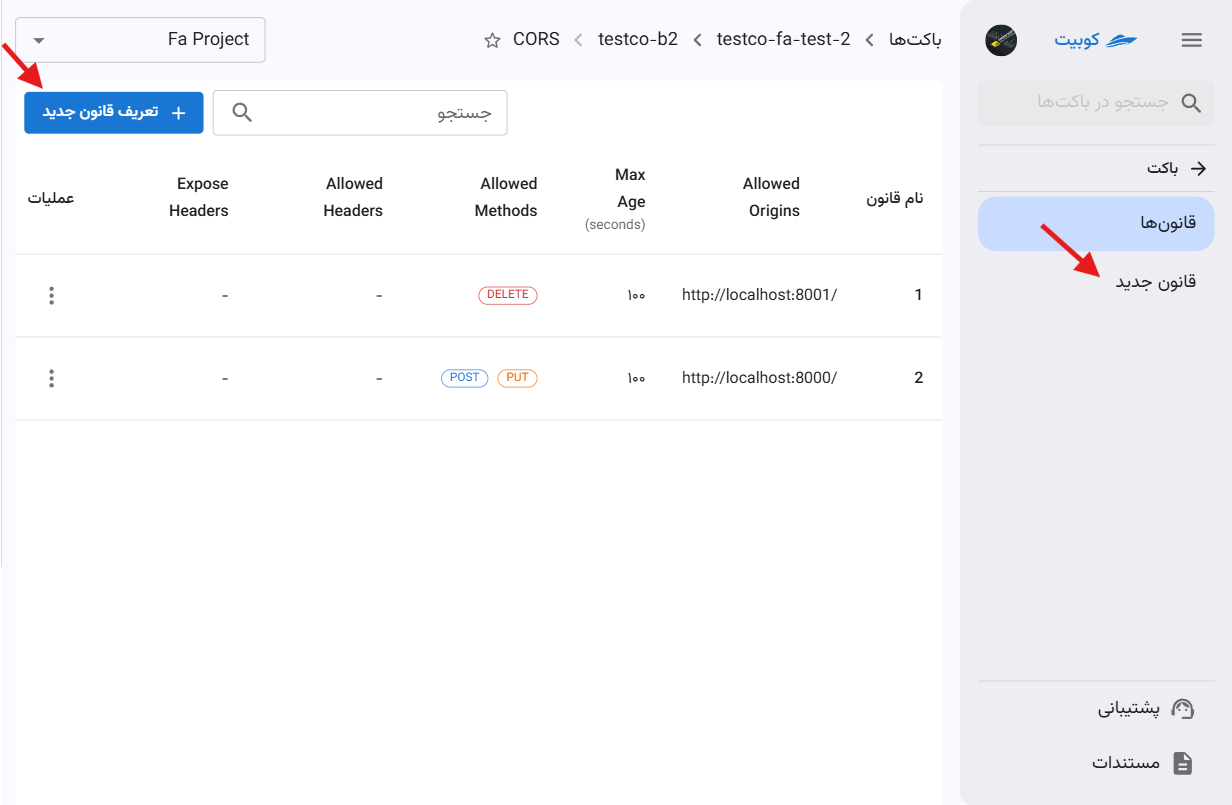 کوبیت
جستجو در باکت‌ها
باکت
قانون‌ها
قانون جدید
پشتیبانی
مستندات
باکت‌ها
testco-fa-test-2
testco-b2
CORS
Fa Project
جستجو
تعریف قانون جدید
نام قانون
Allowed
Origins
Max
Age
(seconds)
Allowed
Methods
Allowed
Headers
Expose
Headers
عملیات
1
http://localhost:8001/
۱۰۰
DELETE
-
-
2
http://localhost:8000/
۱۰۰
PUT
POST
-
-